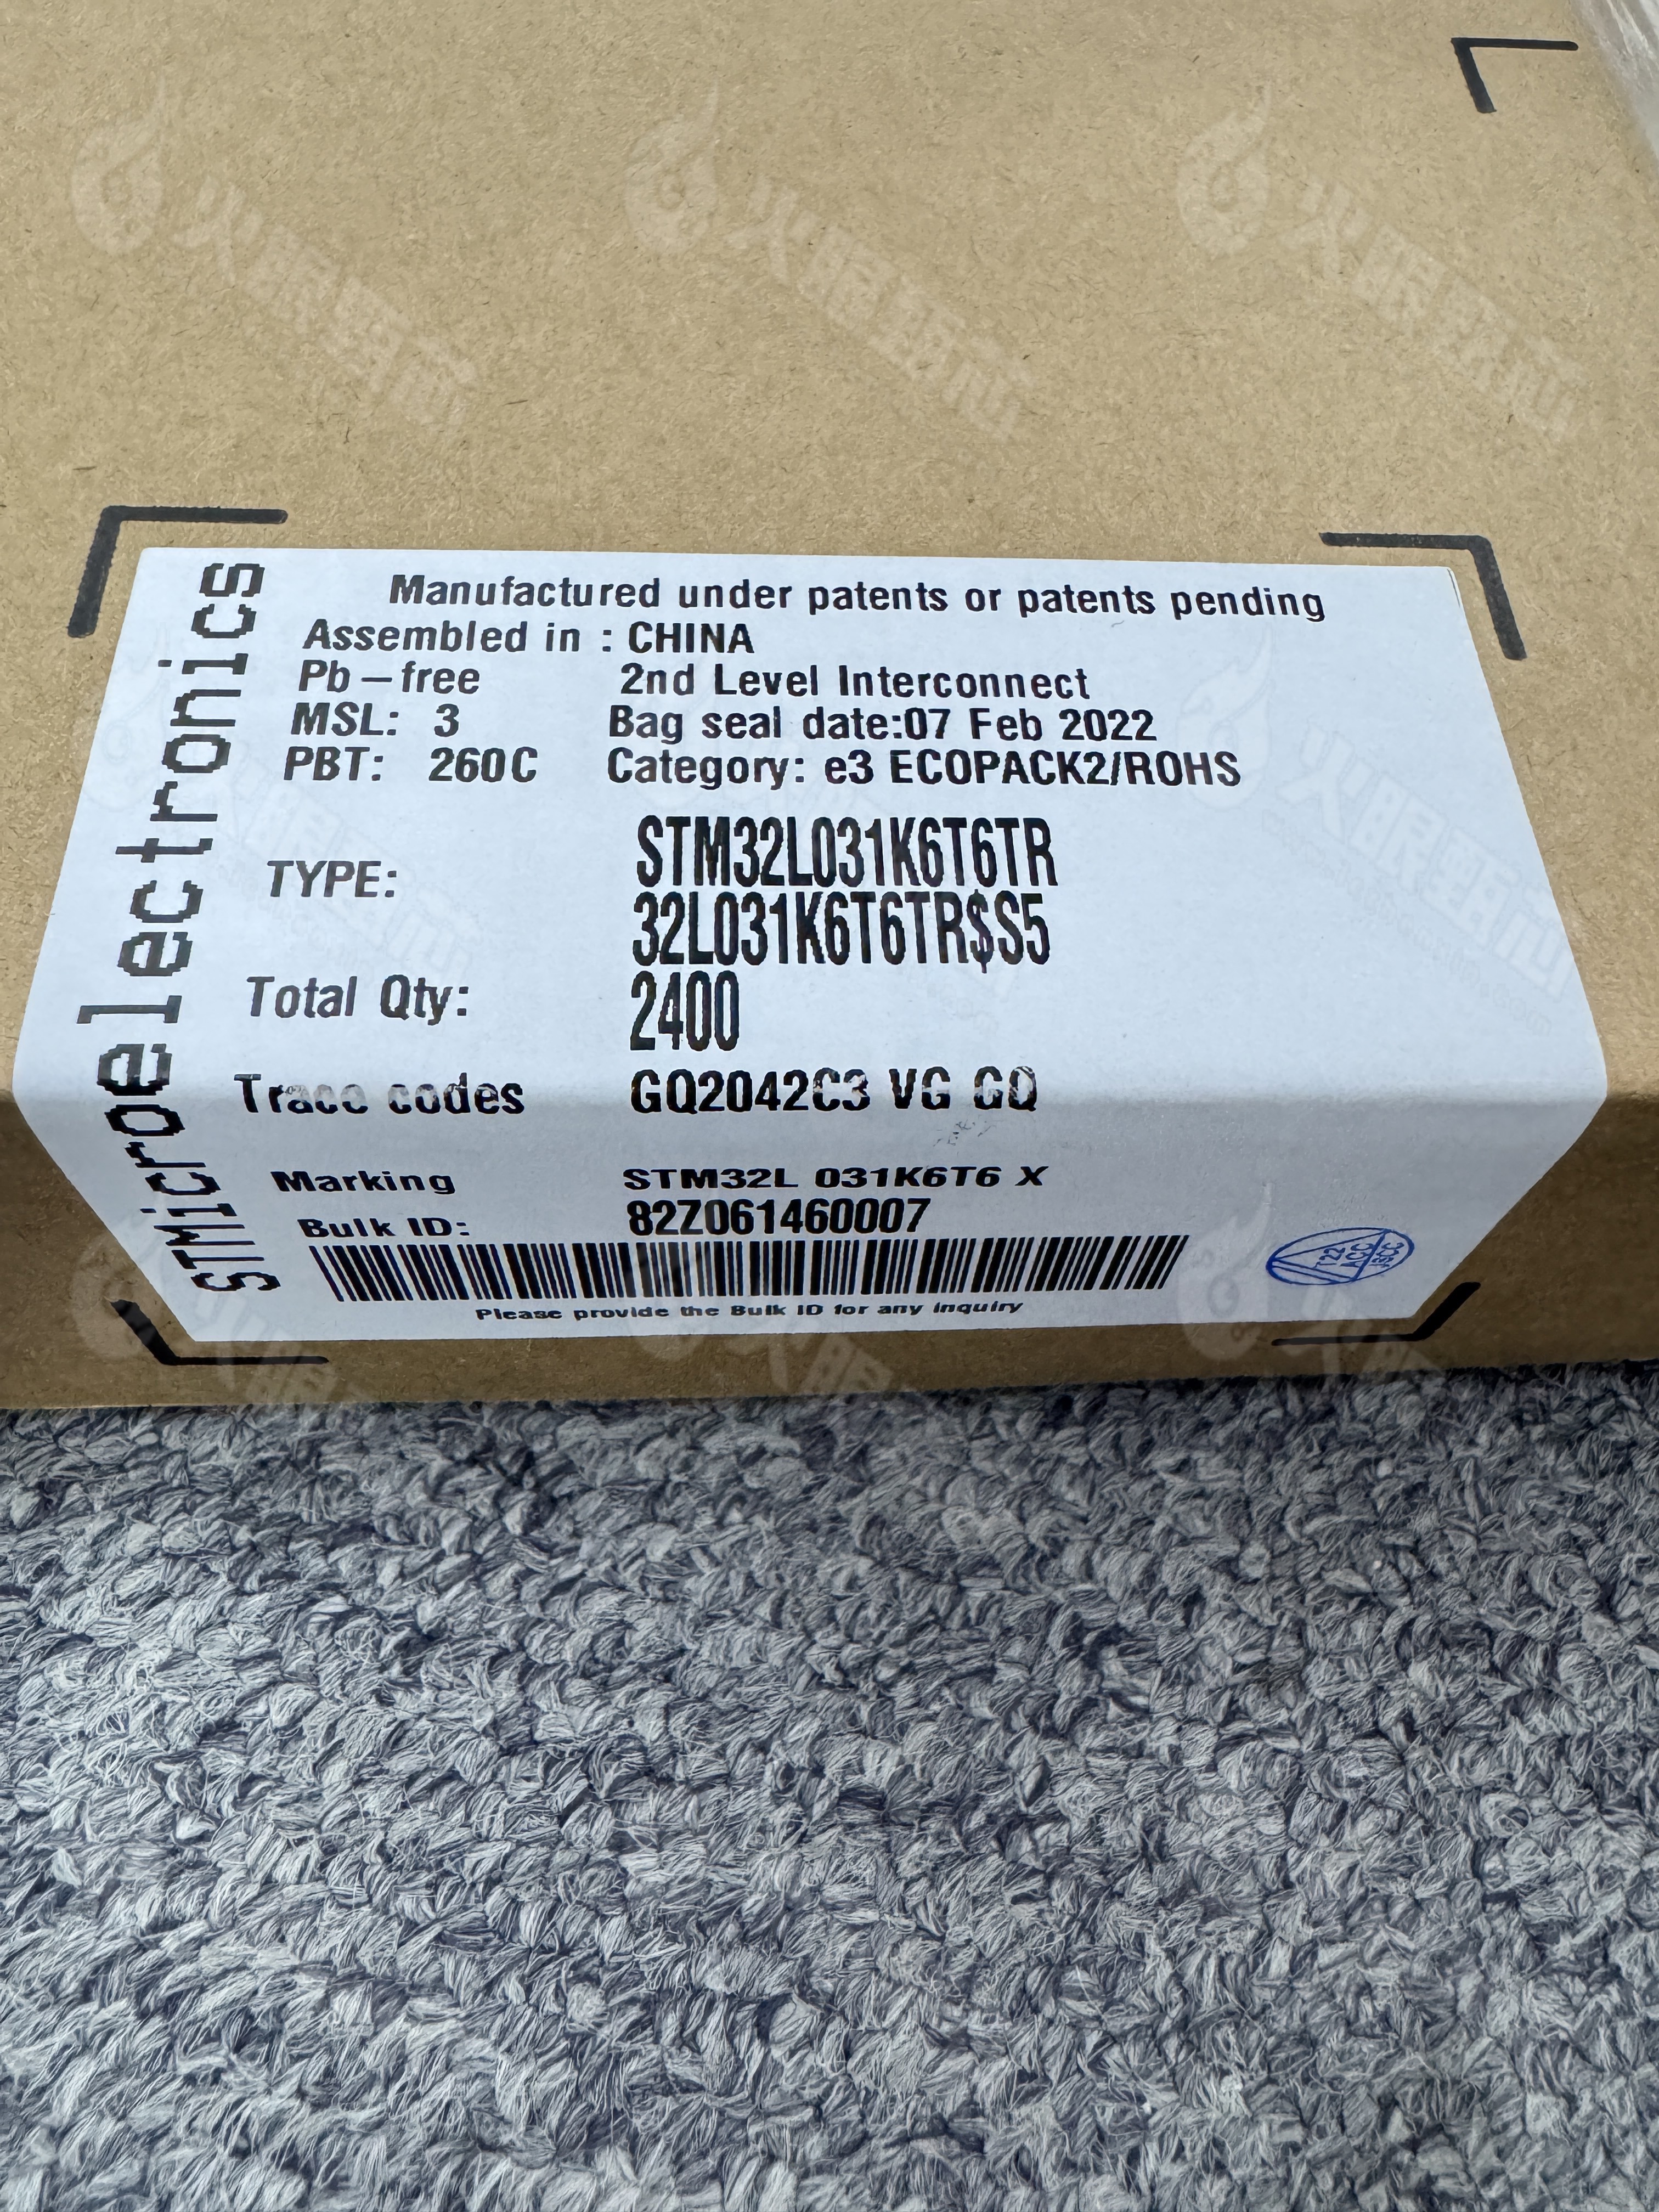 STMicroelectronics
Manufactured under patents or patents pending
Assembled in : CHINA
Pb-free 2nd Level Interconnect
MSL: 3 Bag seal date:07 Feb 2022
PBT: 260C Category: e3 ECOPACK2/ROHS
TYPE: STM32L031K6T6TR
32L031K6T6TR$S5
Total Qty: 2400
Trace codes GQ2042C3 VG GQ
Marking STM32L 031K6T6 X
Bulk ID: 82Z061460007
Please provide the Bulk ID for any inquiry